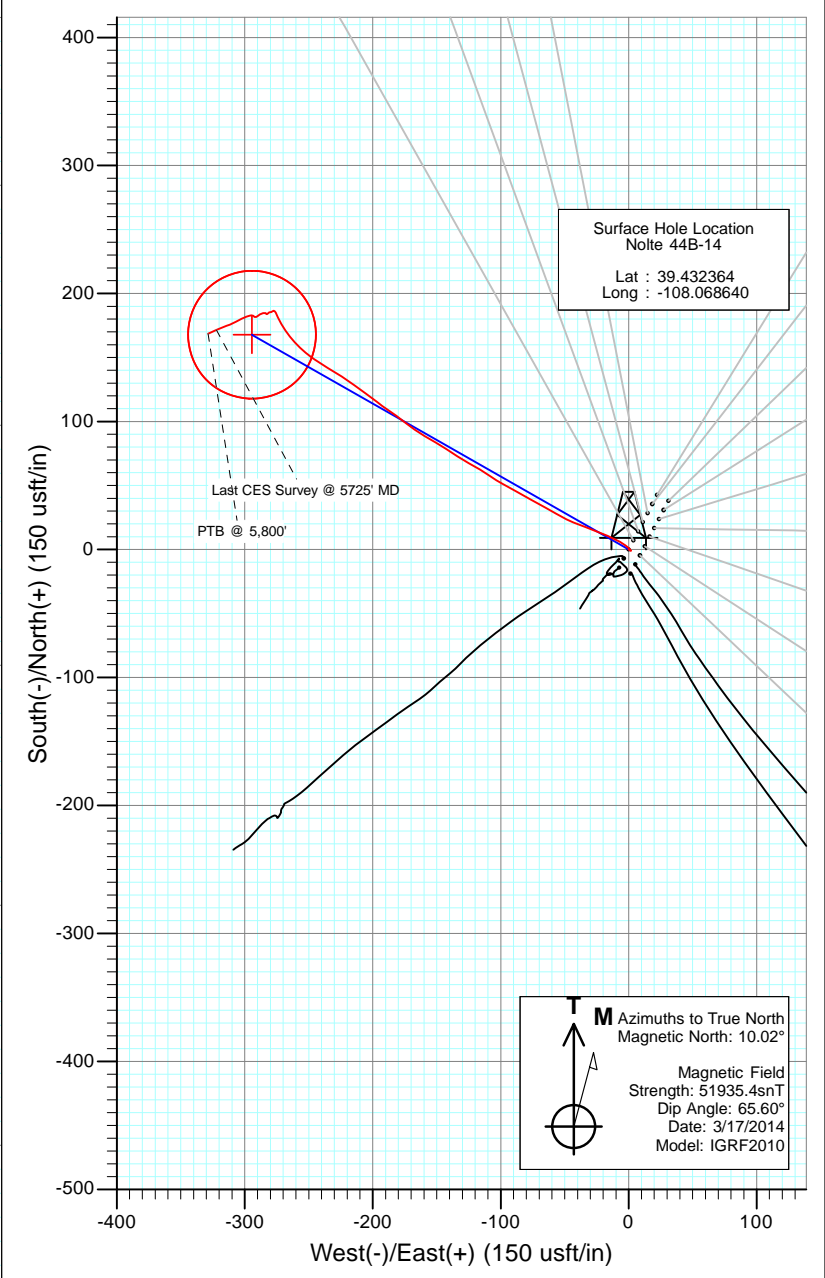 400
300
200
100
0
-100
-200
-300
-400
-500
South(-)/North(+) (150 usft/in)
Surface Hole Location
Nolte 44B-14
Lat : 39.432364
Long : -108.068640
Last CES Survey @ 5725' MD
PTB @ 5,800'
T
M
Azimuths to True North
Magnetic North: 10.02°
Magnetic Field
Strength: 51935.4snT
Dip Angle: 65.60°
Date: 3/17/2014
Model: IGRF2010
-400 -300 -200 -100 0 100
West(-)/East(+) (150 usft/in)